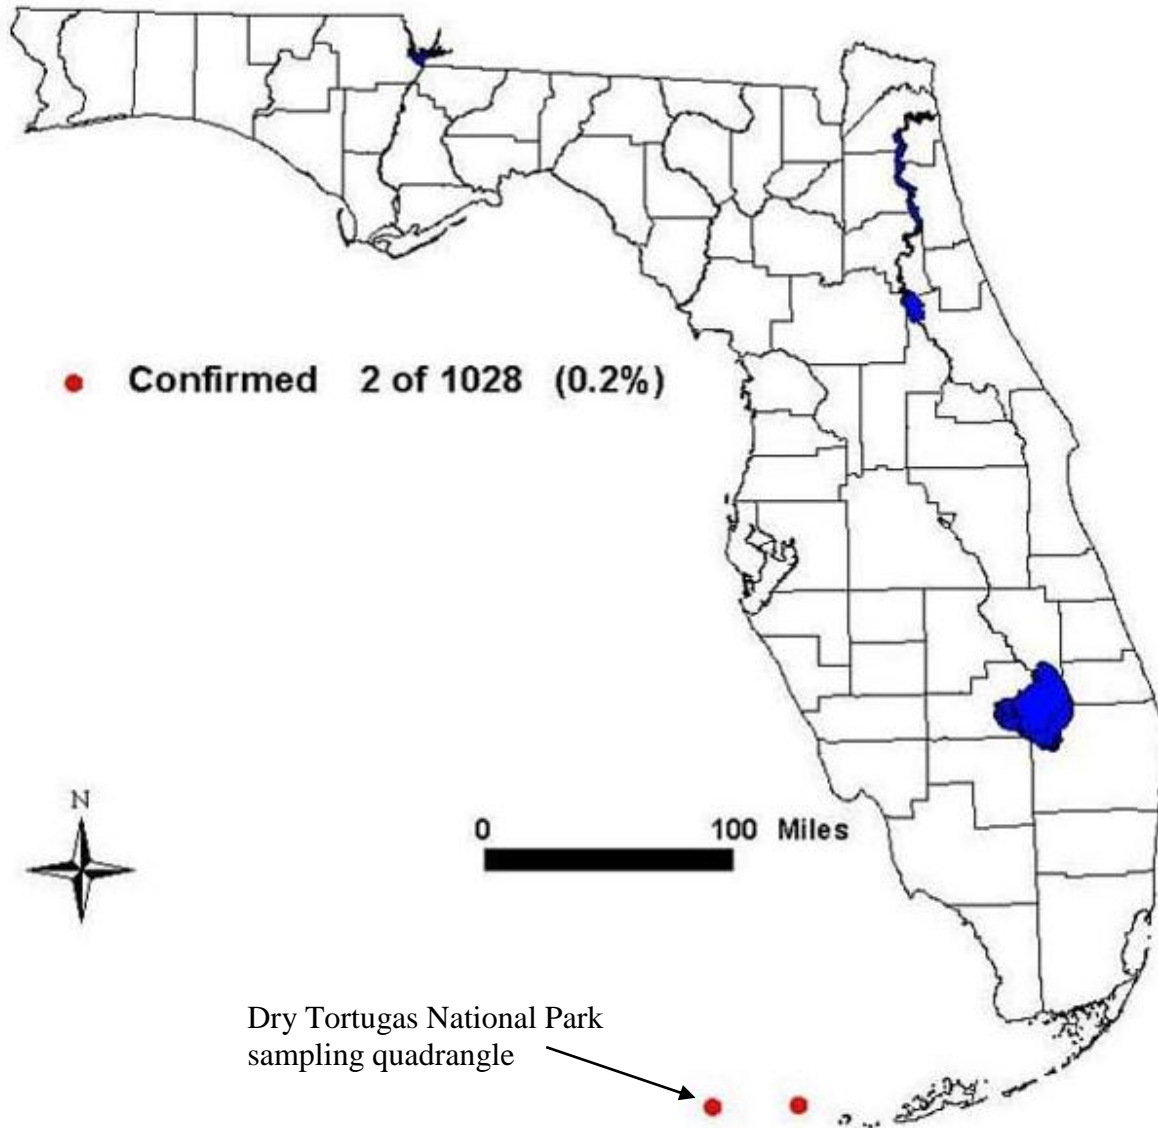 Confirmed 2 of 1028 (0.2%)
N
0 100 Miles
Dry Tortugas National Park
sampling quadrangle